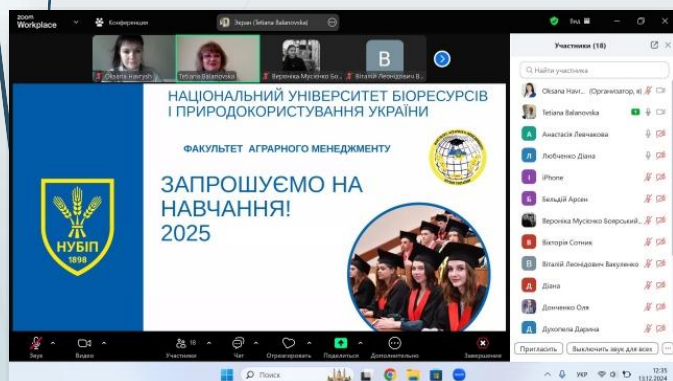 zoom
Workplace
Конференция
Экран (Tetiana Balanovska)
Вид
Oksana Havrysh
Tetiana Balanovska
Вероніка Мусієнко Бо...
В
Віталій Леонідович В...
НАЦІОНАЛЬНИЙ УНІВЕРСИТЕТ БІОРЕСУРСІВ
І ПРИРОДОКОРИСТУВАННЯ УКРАЇНИ
ФАКУЛЬТЕТ АГРАРНОГО МЕНЕДЖМЕНТУ
ЗАПРОШУЄМО НА
НАВЧАННЯ!
2025
НУБІП
1898
Звук
Видео
18
Участники
Чат
Отреагировать
Поделиться
Дополнительно
Завершение
Участники (18)
Найти участника
Oksana Havr... (Организатор, я)
Tetiana Balanovska
А
Анастасія Левчакова
Л
Любченко Діана
I
iPhone
Б
Бельдій Арсен
Вероніка Мусієнко Боярський...
В
Вікторія Сотник
В
Віталій Леонідович Вакуленко
Д
Діана
Донченко Оля
Д
Духопела Дарина
Пригласить
Выключить звук для всех
...
Поиск
УКР
12:35
13.12.2024